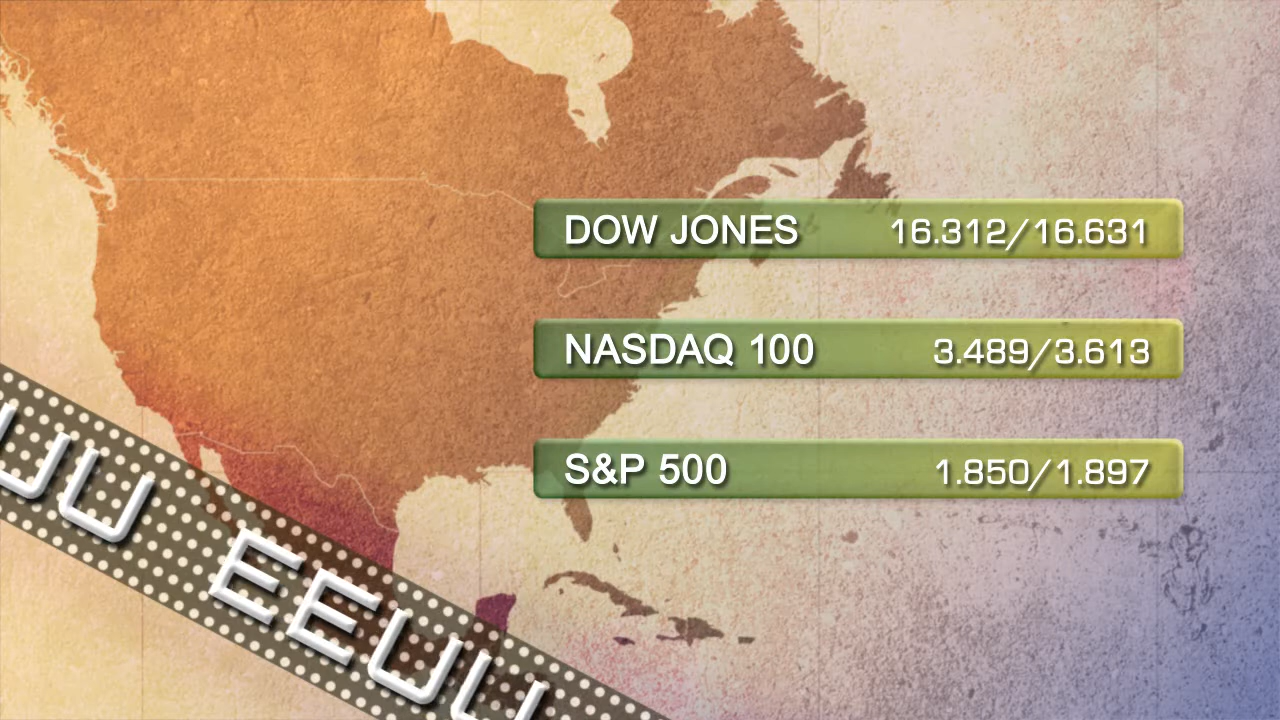 DOW JONES 16.312/16.631
NASDAQ 100 3.489/3.613
S&P 500 1.850/1.897
UU EEUU